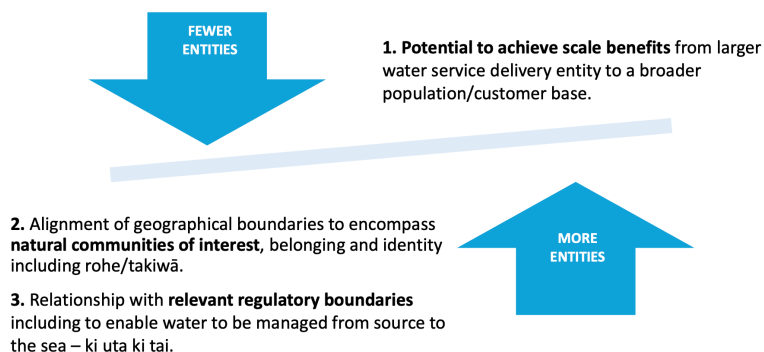 FEWER
ENTITIES
1. Potential to achieve scale benefits from larger
water service delivery entity to a broader
population/customer base.
2. Alignment of geographical boundaries to encompass
natural communities of interest, belonging and identity
including rohe/takiwā.
MORE
ENTITIES
3. Relationship with relevant regulatory boundaries
including to enable water to be managed from source to
the sea – ki uta ki tai.